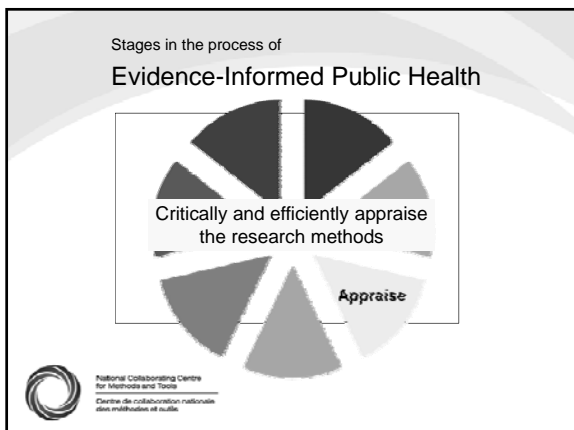 Stages in the process of
Evidence-Informed Public Health
Critically and efficiently appraise
the research methods
Appraise
National Collaborating Centre
for Methods and Tools
Centre de collaboration nationale
des méthodes et outils